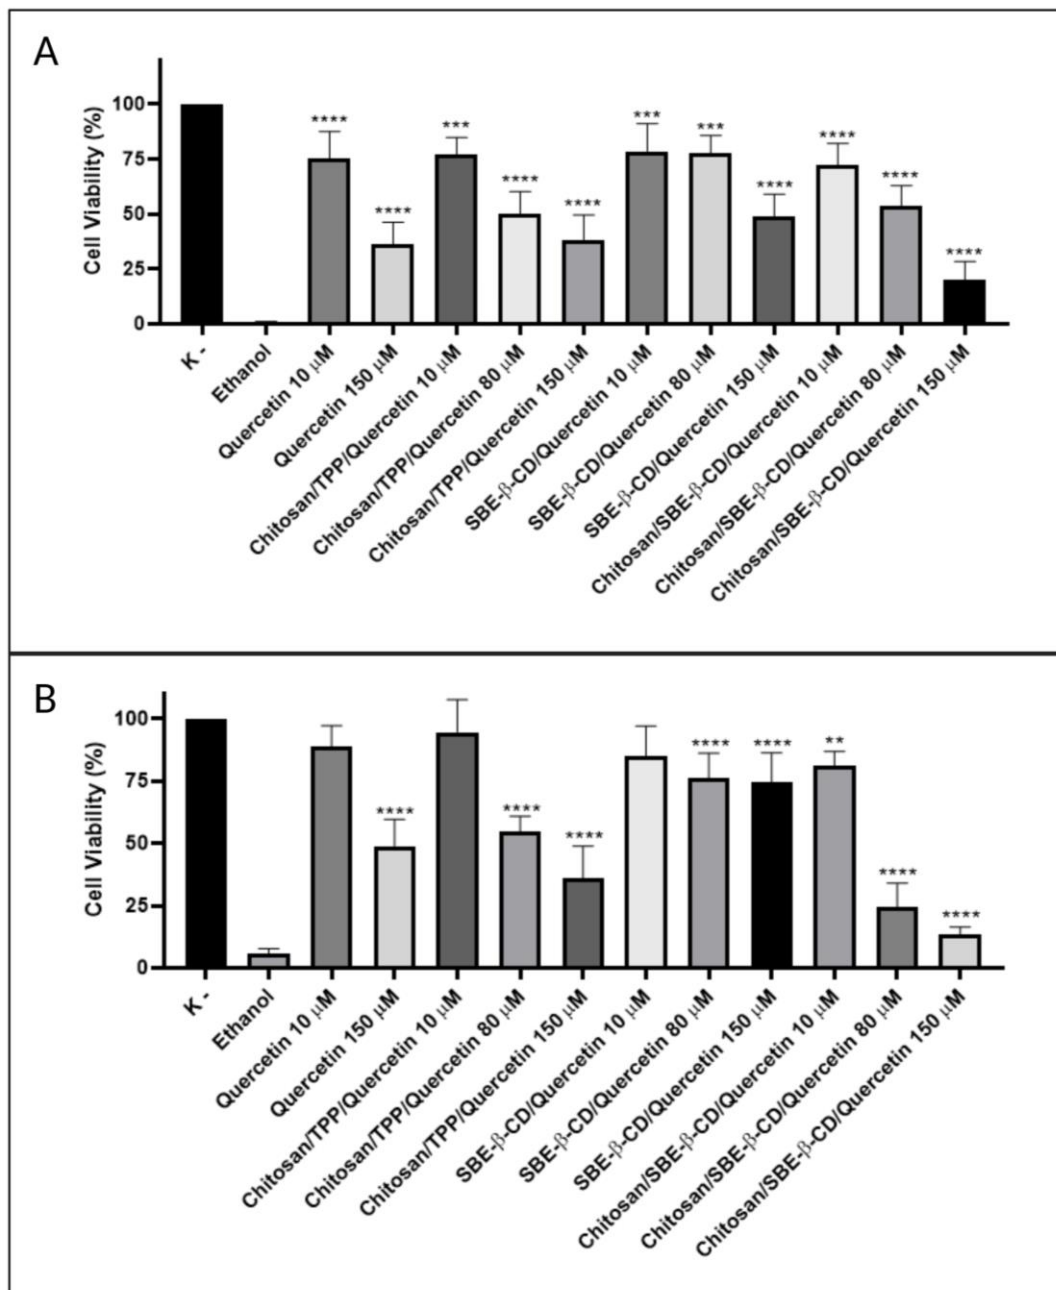 A
Cell Viability (%)
100
75
50
25
0
****
****
***
****
****
***
***
****
****
****
****
K -
Ethanol
Quercetin 10 μM
Quercetin 150 μM
Chitosan/TPP/Quercetin 10 μM
Chitosan/TPP/Quercetin 80 μM
Chitosan/TPP/Quercetin 150 μM
SBE-β-CD/Quercetin 10 μM
SBE-β-CD/Quercetin 80 μM
SBE-β-CD/Quercetin 150 μM
Chitosan/SBE-β-CD/Quercetin 10 μM
Chitosan/SBE-β-CD/Quercetin 80 μM
Chitosan/SBE-β-CD/Quercetin 150 μM
B
Cell Viability (%)
100
75
50
25
0
****
****
****
****
****
**
****
****
K -
Ethanol
Quercetin 10 μM
Quercetin 150 μM
Chitosan/TPP/Quercetin 10 μM
Chitosan/TPP/Quercetin 80 μM
Chitosan/TPP/Quercetin 150 μM
SBE-β-CD/Quercetin 10 μM
SBE-β-CD/Quercetin 80 μM
SBE-β-CD/Quercetin 150 μM
Chitosan/SBE-β-CD/Quercetin 10 μM
Chitosan/SBE-β-CD/Quercetin 80 μM
Chitosan/SBE-β-CD/Quercetin 150 μM